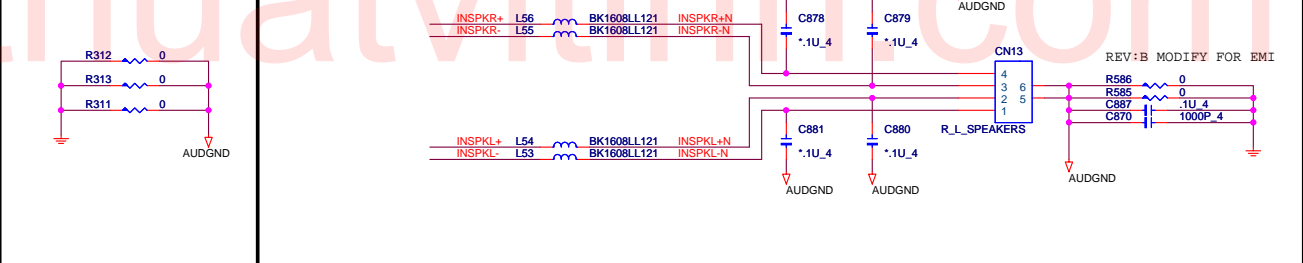 AUDGND
INSPKR+ L56 BK1608LL121 INSPKR+N
INSPKR- L55 BK1608LL121 INSPKR-N
C878 C879
*.1U_4 *.1U_4
R312 0
R313 0
R311 0
AUDGND
CN13
REV:B MODIFY FOR EMI
4
3 6
2 5
1
R_L_SPEAKERS
R586 0
R585 0
C887 .1U_4
C870 1000P_4
AUDGND
INSPKL+ L54 BK1608LL121 INSPKL+N
INSPKL- L53 BK1608LL121 INSPKL-N
C881 C880
*.1U_4 *.1U_4
AUDGND AUDGND